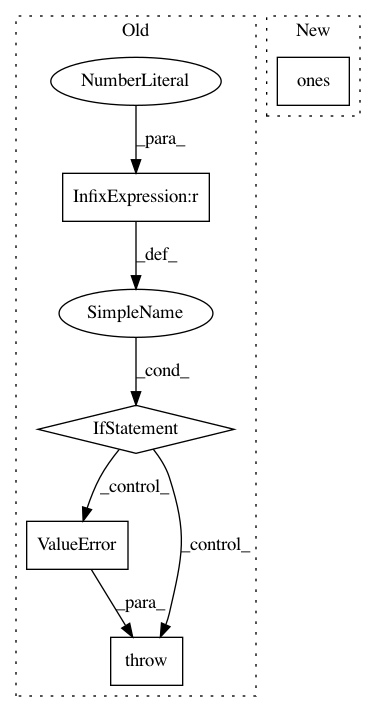 Old
New
NumberLiteral
ones
_para_
InfixExpression:r
_def_
SimpleName
_cond_
IfStatement
_control_
_control_
ValueError
_para_
throw